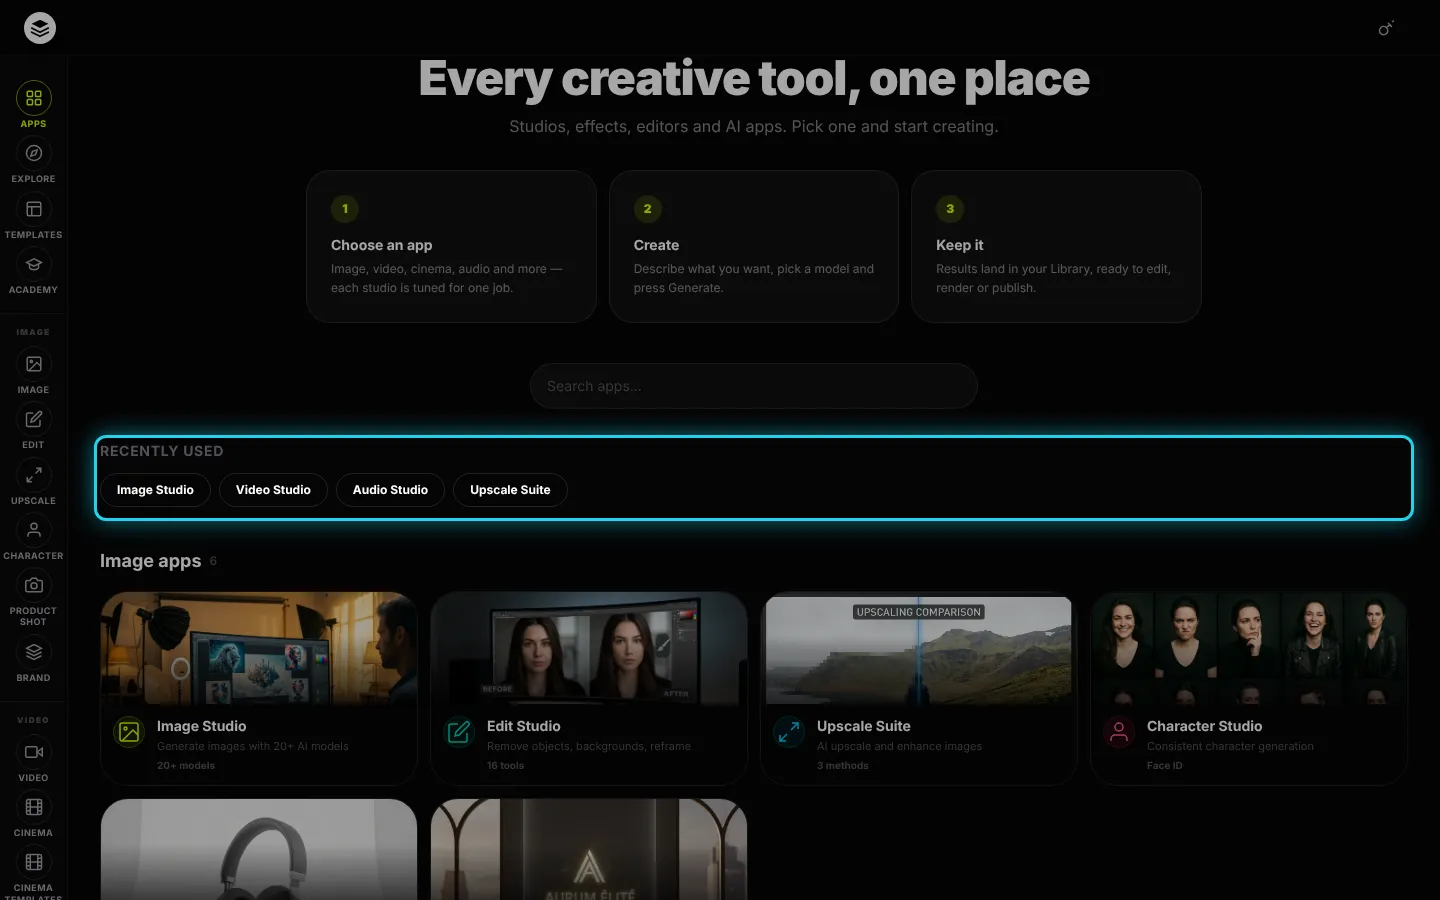 Every creative tool, one place
Studios, effects, editors and AI apps. Pick one and start creating.
APPS
EXPLORE
TEMPLATES
ACADEMY
IMAGE
IMAGE
EDIT
UPSCALE
CHARACTER
PRODUCT
SHOT
BRAND
VIDEO
VIDEO
CINEMA
CINEMA
TEMPLATES
1
Choose an app
Image, video, cinema, audio and more —
each studio is tuned for one job.
2
Create
Describe what you want, pick a model and
press Generate.
3
Keep it
Results land in your Library, ready to edit,
render or publish.
Search apps...
RECENTLY USED
Image Studio
Video Studio
Audio Studio
Upscale Suite
Image apps 6
Image Studio
Generate images with 20+ AI models
20+ models
BEFORE
AFTER
Edit Studio
Remove objects, backgrounds, reframe
16 tools
UPSCALING COMPARISON
Upscale Suite
AI upscale and enhance images
3 methods
Character Studio
Consistent character generation
Face ID
AURUM ÉLITÉ